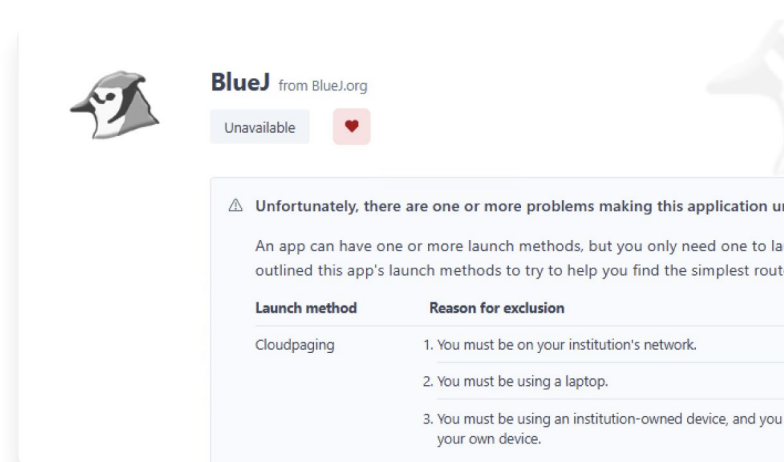 BlueJ from BlueJ.org
Unavailable
Unfortunately, there are one or more problems making this application
An app can have one or more launch methods, but you only need one to
outlined this app's launch methods to try to help you find the simplest
Launch method Reason for exclusion
Cloudpaging 1. You must be on your institution's network.
2. You must be using a laptop.
3. You must be using an institution-owned device, and you
your own device.